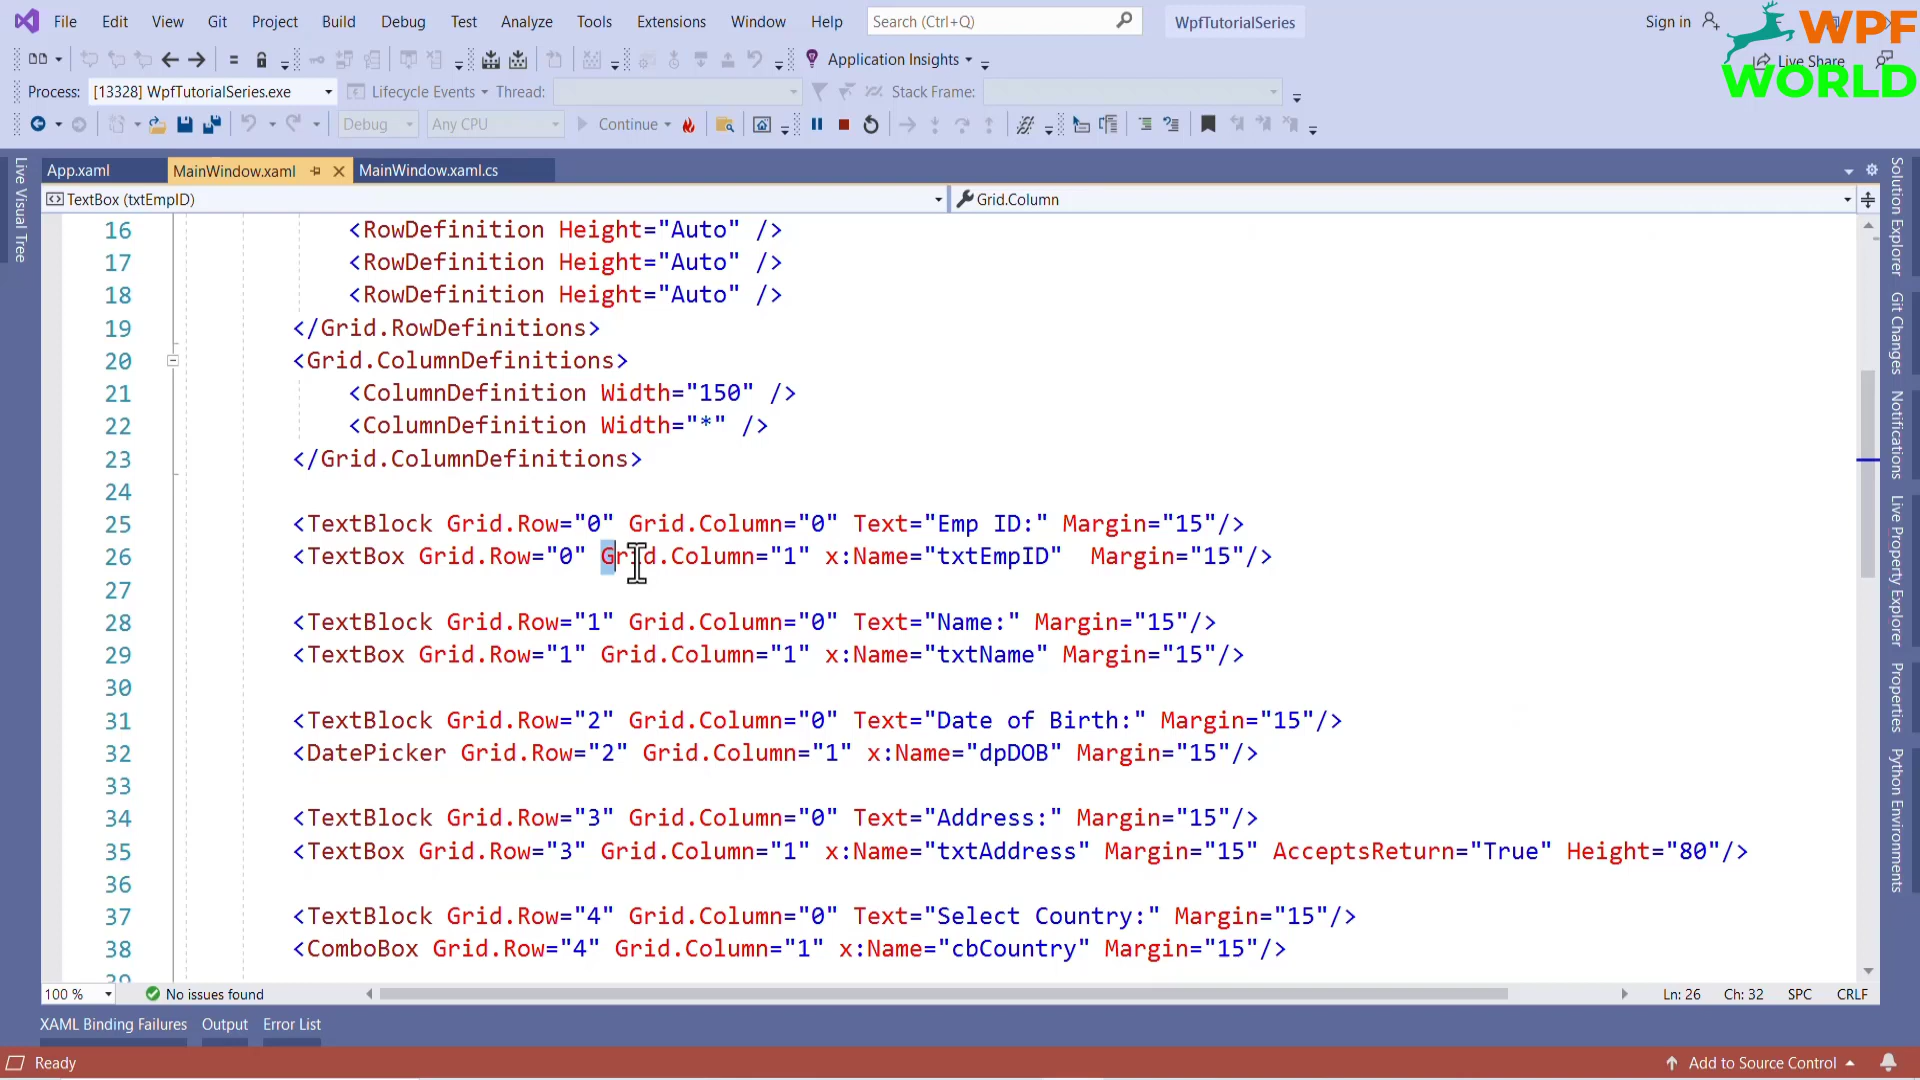 File Edit View Git Project Build Debug Test Analyze Tools Extensions Window Help Search (Ctrl+Q) WpfTutorialSeries Sign in
WPF
WORLD
Application Insights Live Share
Process: [13328] WpfTutorialSeries.exe Lifecycle Events Thread: Stack Frame:
Debug Any CPU Continue
App.xaml MainWindow.xaml MainWindow.xaml.cs
TextBox (txtEmpID) Grid.Column
16 <RowDefinition Height="Auto" />
17 <RowDefinition Height="Auto" />
18 <RowDefinition Height="Auto" />
19 </Grid.RowDefinitions>
20 <Grid.ColumnDefinitions>
21 <ColumnDefinition Width="150" />
22 <ColumnDefinition Width="*" />
23 </Grid.ColumnDefinitions>
24
25 <TextBlock Grid.Row="0" Grid.Column="0" Text="Emp ID:" Margin="15"/>
26 <TextBox Grid.Row="0" Grid.Column="1" x:Name="txtEmpID"  Margin="15"/>
27
28 <TextBlock Grid.Row="1" Grid.Column="0" Text="Name:" Margin="15"/>
29 <TextBox Grid.Row="1" Grid.Column="1" x:Name="txtName" Margin="15"/>
30
31 <TextBlock Grid.Row="2" Grid.Column="0" Text="Date of Birth:" Margin="15"/>
32 <DatePicker Grid.Row="2" Grid.Column="1" x:Name="dpDOB" Margin="15"/>
33
34 <TextBlock Grid.Row="3" Grid.Column="0" Text="Address:" Margin="15"/>
35 <TextBox Grid.Row="3" Grid.Column="1" x:Name="txtAddress" Margin="15" AcceptsReturn="True" Height="80"/>
36
37 <TextBlock Grid.Row="4" Grid.Column="0" Text="Select Country:" Margin="15"/>
38 <ComboBox Grid.Row="4" Grid.Column="1" x:Name="cbCountry" Margin="15"/>
39
100 % No issues found Ln: 26 Ch: 32 SPC CRLF
XAML Binding Failures Output Error List
Ready Add to Source Control
Live Visual Tree
Solution Explorer
Git Changes
Notifications
Live Property Explorer
Properties
Python Environments